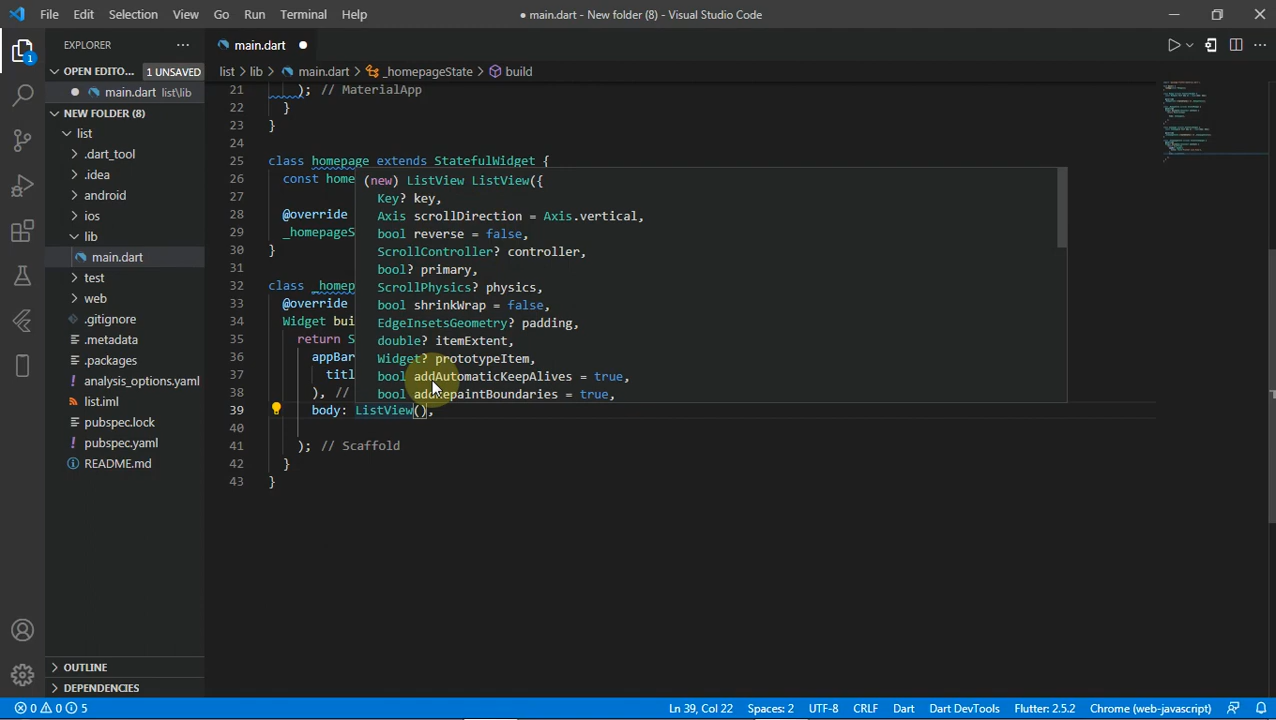 File Edit Selection View Go Run Terminal Help
● main.dart - New folder (8) - Visual Studio Code
EXPLORER
main.dart
OPEN EDITO... 1 UNSAVED
main.dart list\lib
list > lib > main.dart > _homepageState > build
NEW FOLDER (8)
list
.dart_tool
.idea
android
ios
lib
main.dart
test
web
.gitignore
.metadata
.packages
analysis_options.yaml
list.iml
pubspec.lock
pubspec.yaml
README.md
OUTLINE
DEPENDENCIES
1
21 ); // MaterialApp
22 }
23 }
24
25 class homepage extends StatefulWidget {
26 const home
27
28 @override
29 _homepageS
30 }
31
32 class _homep
33 @override
34 Widget bui
35 return S
36 appBar
37 titl
38 ), //
39 body: ListView(),
40
41 ); // Scaffold
42 }
43 }
(new) ListView ListView({
Key? key,
Axis scrollDirection = Axis.vertical,
bool reverse = false,
ScrollController? controller,
bool? primary,
ScrollPhysics? physics,
bool shrinkWrap = false,
EdgeInsetsGeometry? padding,
double? itemExtent,
Widget? prototypeItem,
bool addAutomaticKeepAlives = true,
bool addRepaintBoundaries = true,
0 0 5
Ln 39, Col 22 Spaces: 2 UTF-8 CRLF Dart Dart DevTools Flutter: 2.5.2 Chrome (web-javascript)